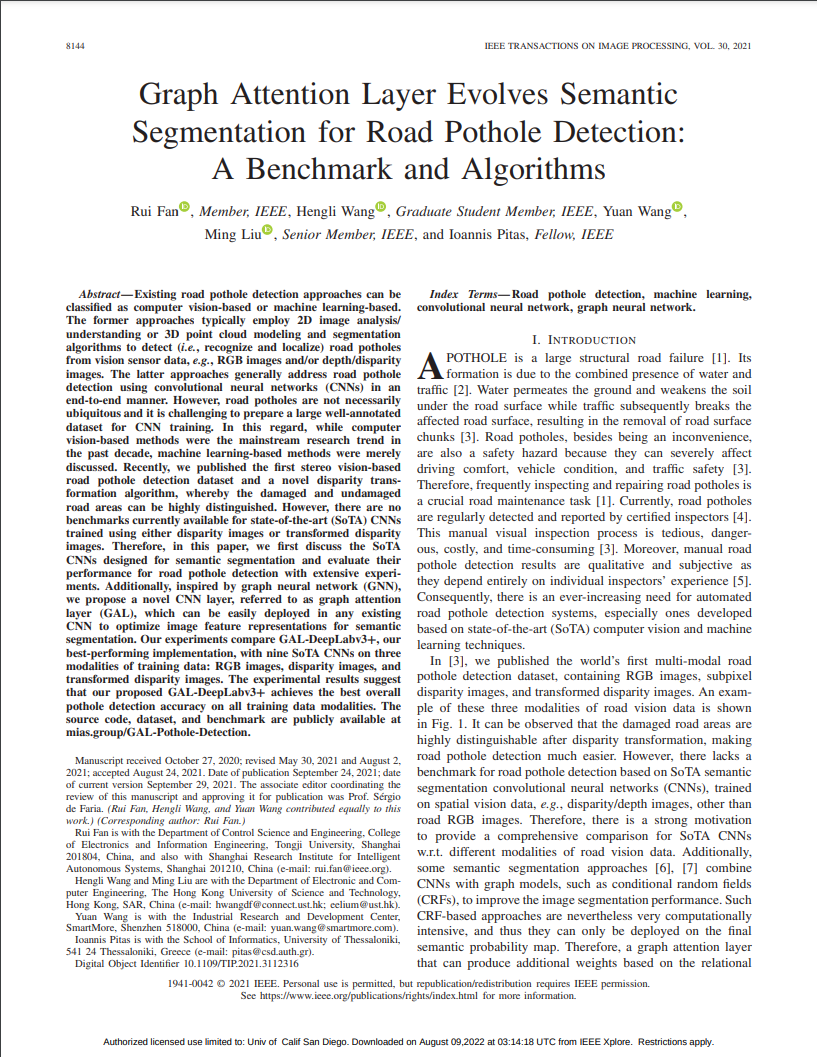 8144
IEEE TRANSACTIONS ON IMAGE PROCESSING, VOL. 30, 2021
Graph Attention Layer Evolves Semantic
Segmentation for Road Pothole Detection:
A Benchmark and Algorithms
Rui Fan, Member, IEEE, Hengli Wang, Graduate Student Member, IEEE, Yuan Wang,
Ming Liu, Senior Member, IEEE, and Ioannis Pitas, Fellow, IEEE
Abstract—Existing road pothole detection approaches can be
classified as computer vision-based or machine learning-based.
The former approaches typically employ 2D image analysis/
understanding or 3D point cloud modeling and segmentation
algorithms to detect (i.e., recognize and localize) road potholes
from vision sensor data, e.g., RGB images and/or depth/disparity
images. The latter approaches generally address road pothole
detection using convolutional neural networks (CNNs) in an
end-to-end manner. However, road potholes are not necessarily
ubiquitous and it is challenging to prepare a large well-annotated
dataset for CNN training. In this regard, while computer
vision-based methods were the mainstream research trend in
the past decade, machine learning-based methods were merely
discussed. Recently, we published the first stereo vision-based
road pothole detection dataset and a novel disparity trans-
formation algorithm, whereby the damaged and undamaged
road areas can be highly distinguished. However, there are no
benchmarks currently available for state-of-the-art (SoTA) CNNs
trained using either disparity images or transformed disparity
images. Therefore, in this paper, we first discuss the SoTA
CNNs designed for semantic segmentation and evaluate their
performance for road pothole detection with extensive experi-
ments. Additionally, inspired by graph neural network (GNN),
we propose a novel CNN layer, referred to as graph attention
layer (GAL), which can be easily deployed in any existing
CNN to optimize image feature representations for semantic
segmentation. Our experiments compare GAL-DeepLabv3+, our
best-performing implementation, with nine SoTA CNNs on three
modalities of training data: RGB images, disparity images, and
transformed disparity images. The experimental results suggest
that our proposed GAL-DeepLabv3+ achieves the best overall
pothole detection accuracy on all training data modalities. The
source code, dataset, and benchmark are publicly available at
mias.group/GAL-Pothole-Detection.
Manuscript received October 27, 2020; revised May 30, 2021 and August 2,
2021; accepted August 24, 2021. Date of publication September 24, 2021; date
of current version September 29, 2021. The associate editor coordinating the
review of this manuscript and approving it for publication was Prof. Sérgio
de Faria. (Rui Fan, Hengli Wang, and Yuan Wang contributed equally to this
work.) (Corresponding author: Rui Fan.)
Rui Fan is with the Department of Control Science and Engineering, College
of Electronics and Information Engineering, Tongji University, Shanghai
201804, China, and also with Shanghai Research Institute for Intelligent
Autonomous Systems, Shanghai 201210, China (e-mail: rui.fan@ieee.org).
Hengli Wang and Ming Liu are with the Department of Electronic and Com-
puter Engineering, The Hong Kong University of Science and Technology,
Hong Kong, SAR, China (e-mail: hwangdf@connect.ust.hk; eelium@ust.hk).
Yuan Wang is with the Industrial Research and Development Center,
SmartMore, Shenzhen 518000, China (e-mail: yuan.wang@smartmore.com).
Ioannis Pitas is with the School of Informatics, University of Thessaloniki,
541 24 Thessaloniki, Greece (e-mail: pitas@csd.auth.gr).
Digital Object Identifier 10.1109/TIP.2021.3112316
Index Terms—Road pothole detection, machine learning,
convolutional neural network, graph neural network.
I. INTRODUCTION
A POTHOLE is a large structural road failure [1]. Its
formation is due to the combined presence of water and
traffic [2]. Water permeates the ground and weakens the soil
under the road surface while traffic subsequently breaks the
affected road surface, resulting in the removal of road surface
chunks [3]. Road potholes, besides being an inconvenience,
are also a safety hazard because they can severely affect
driving comfort, vehicle condition, and traffic safety [3].
Therefore, frequently inspecting and repairing road potholes is
a crucial road maintenance task [1]. Currently, road potholes
are regularly detected and reported by certified inspectors [4].
This manual visual inspection process is tedious, danger-
ous, costly, and time-consuming [3]. Moreover, manual road
pothole detection results are qualitative and subjective as
they depend entirely on individual inspectors' experience [5].
Consequently, there is an ever-increasing need for automated
road pothole detection systems, especially ones developed
based on state-of-the-art (SoTA) computer vision and machine
learning techniques.
In [3], we published the world's first multi-modal road
pothole detection dataset, containing RGB images, subpixel
disparity images, and transformed disparity images. An exam-
ple of these three modalities of road vision data is shown
in Fig. 1. It can be observed that the damaged road areas are
highly distinguishable after disparity transformation, making
road pothole detection much easier. However, there lacks a
benchmark for road pothole detection based on SoTA semantic
segmentation convolutional neural networks (CNNs), trained
on spatial vision data, e.g., disparity/depth images, other than
road RGB images. Therefore, there is a strong motivation
to provide a comprehensive comparison for SoTA CNNs
w.r.t. different modalities of road vision data. Additionally,
some semantic segmentation approaches [6], [7] combine
CNNs with graph models, such as conditional random fields
(CRFs), to improve the image segmentation performance. Such
CRF-based approaches are nevertheless very computationally
intensive, and thus they can only be deployed on the final
semantic probability map. Therefore, a graph attention layer
that can produce additional weights based on the relational
1941-0042 © 2021 IEEE. Personal use is permitted, but republication/redistribution requires IEEE permission.
See https://www.ieee.org/publications/rights/index.html for more information.
Authorized licensed use limited to: Univ of Calif San Diego. Downloaded on August 09,2022 at 03:14:18 UTC from IEEE Xplore. Restrictions apply.